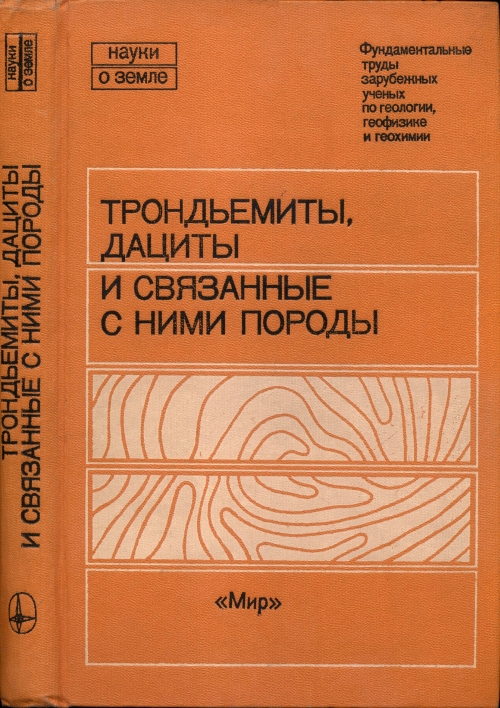 науки
о земле
ТРОНДЬЕМИТЫ, ДАЦИТЫ
И СВЯЗАННЫЕ С НИМИ ПОРОДЫ
науки
о земле
Фундаментальные
труды
зарубежных
ученых
по геологии,
геофизике
и геохимии
ТРОНДЬЕМИТЫ,
ДАЦИТЫ
И СВЯЗАННЫЕ
С НИМИ ПОРОДЫ
«Мир»